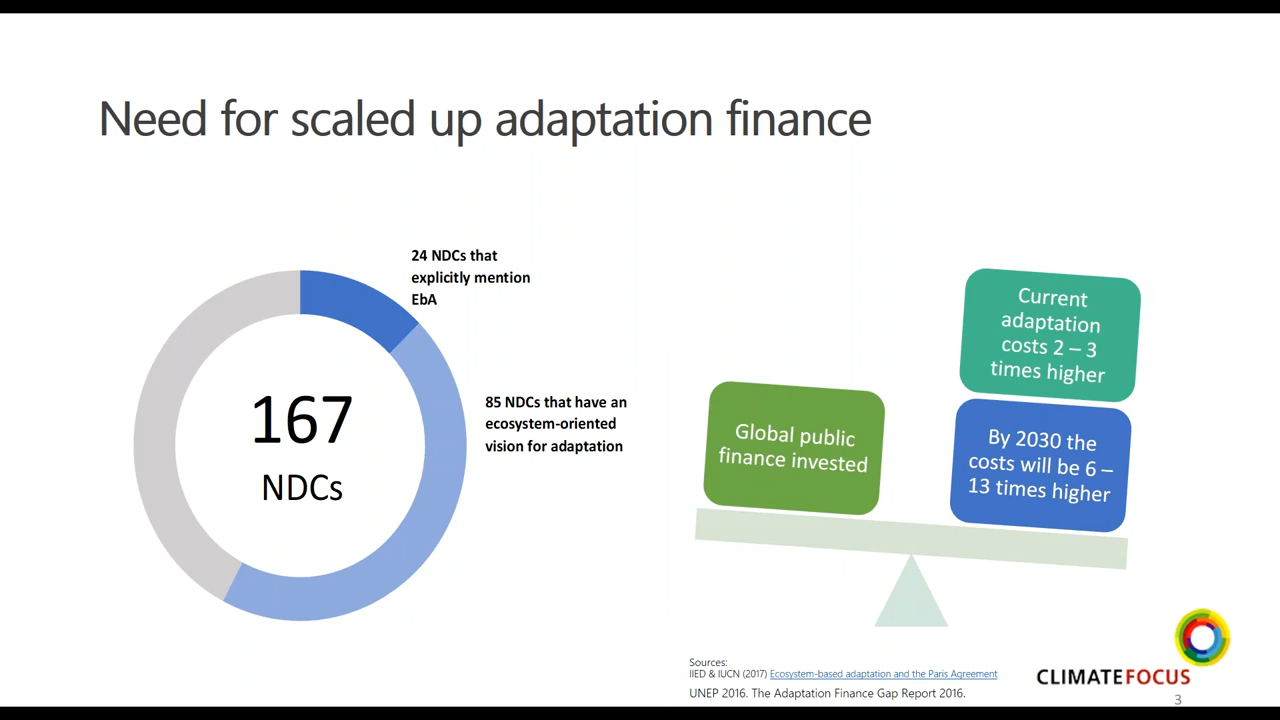 Need for scaled up adaptation finance
24 NDCs that
explicitly mention
EbA
167
NDCs
85 NDCs that have an
ecosystem-oriented
vision for adaptation
Global public
finance invested
Current
adaptation
costs 2 – 3
times higher
By 2030 the
costs will be 6 –
13 times higher
Sources:
IIED & IUCN (2017) Ecosystem-based adaptation and the Paris Agreement
UNEP 2016. The Adaptation Finance Gap Report 2016.
CLIMATEFOCUS
3